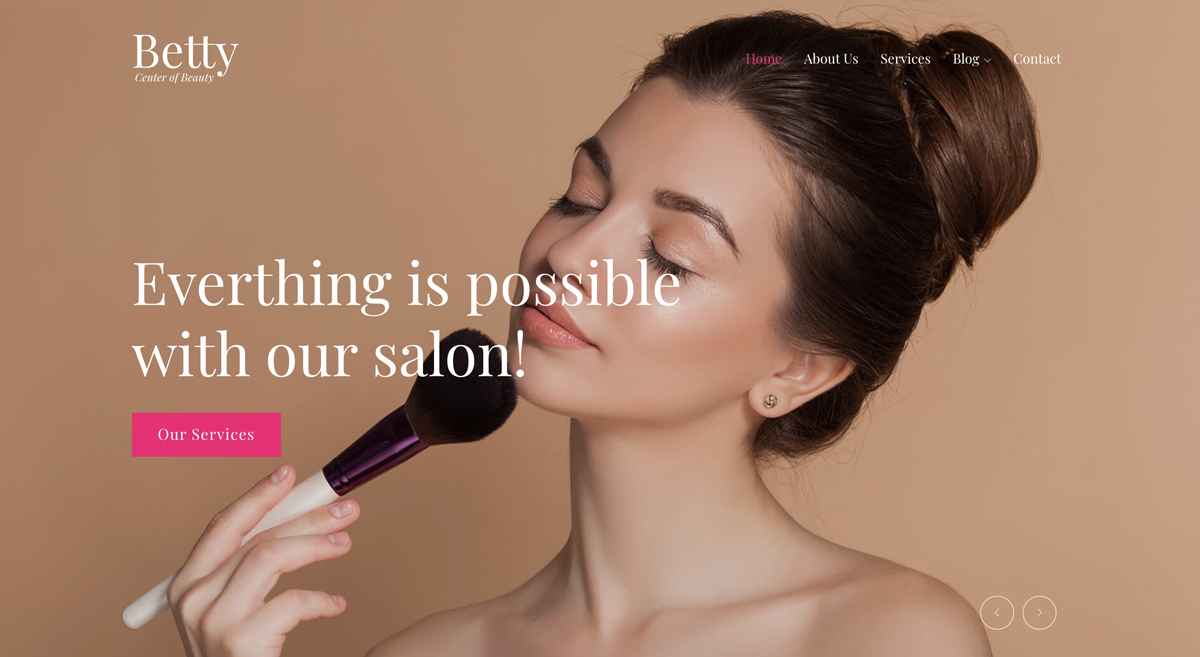 Betty
Center of Beauty
Home About Us Services Blog Contact
Everthing is possible
with our salon!
Our Services